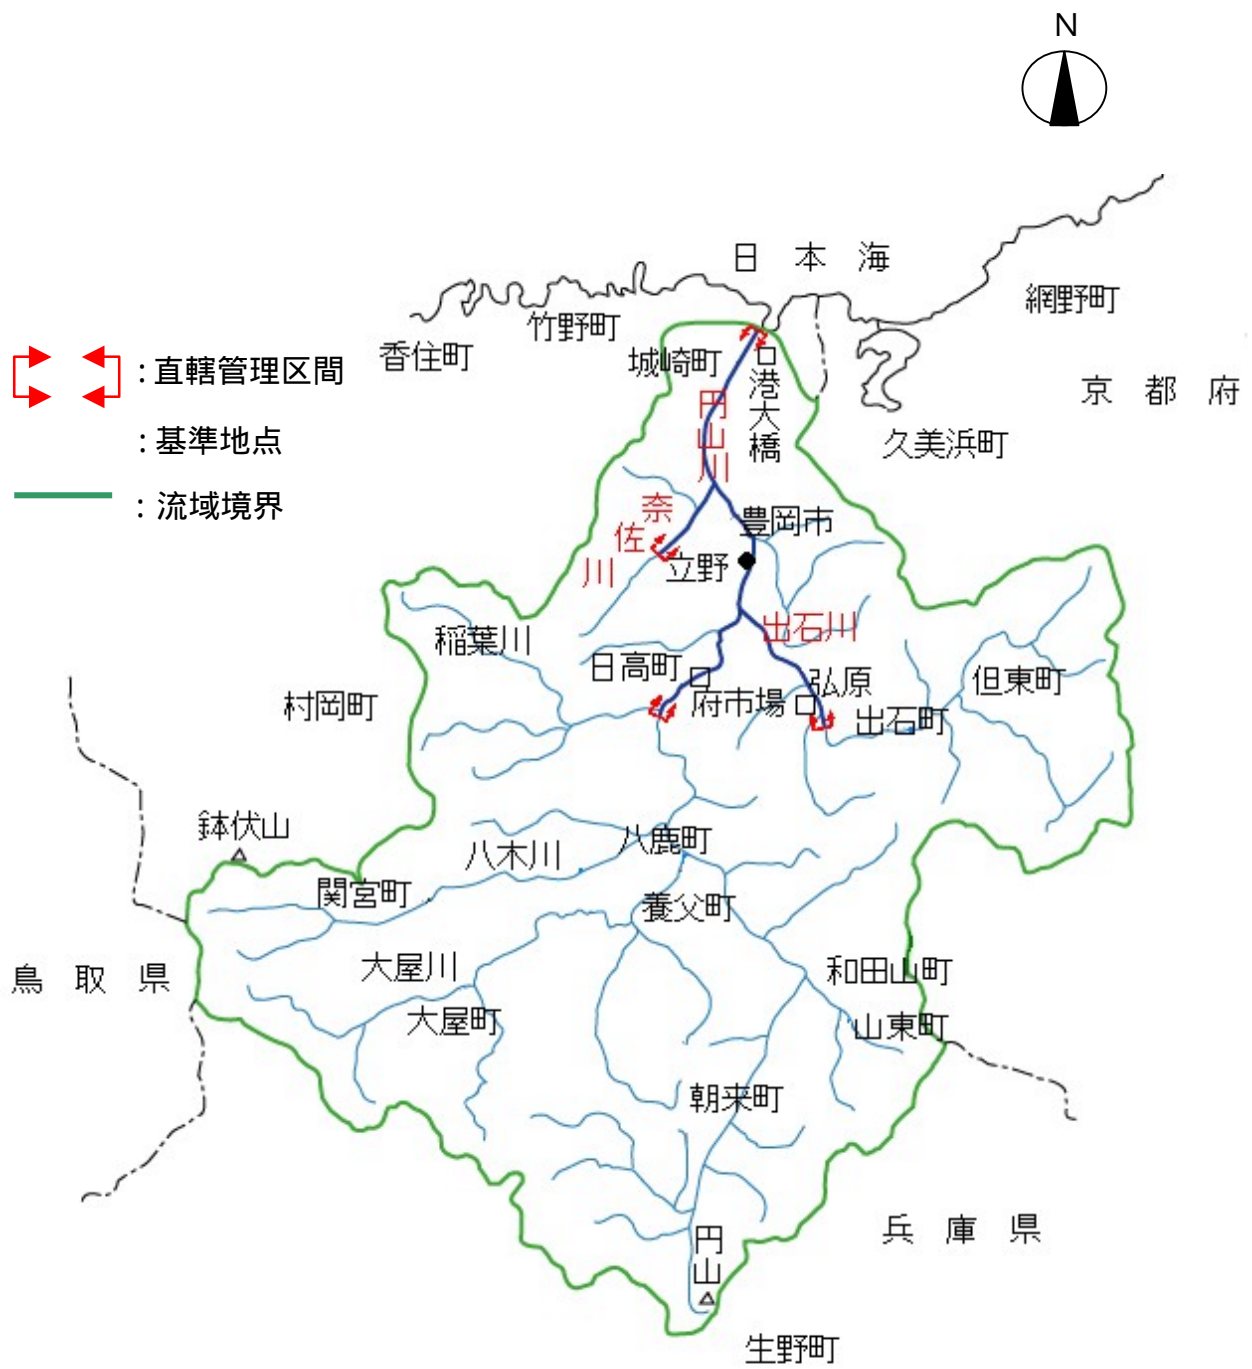 N
日本海
網野町
竹野町
香住町
城崎町
：直轄管理区間
港大橋
京都府
円山川
：基準地点
久美浜町
：流域境界
奈佐川
豊岡市
立野
出石川
稲葉川
日高町
弘原
但東町
村岡町
府市場
出石町
鉢伏山
八木川
八鹿町
関宮町
養父町
大屋川
和田山町
鳥取県
大屋町
山東町
朝来町
兵庫県
円山
生野町